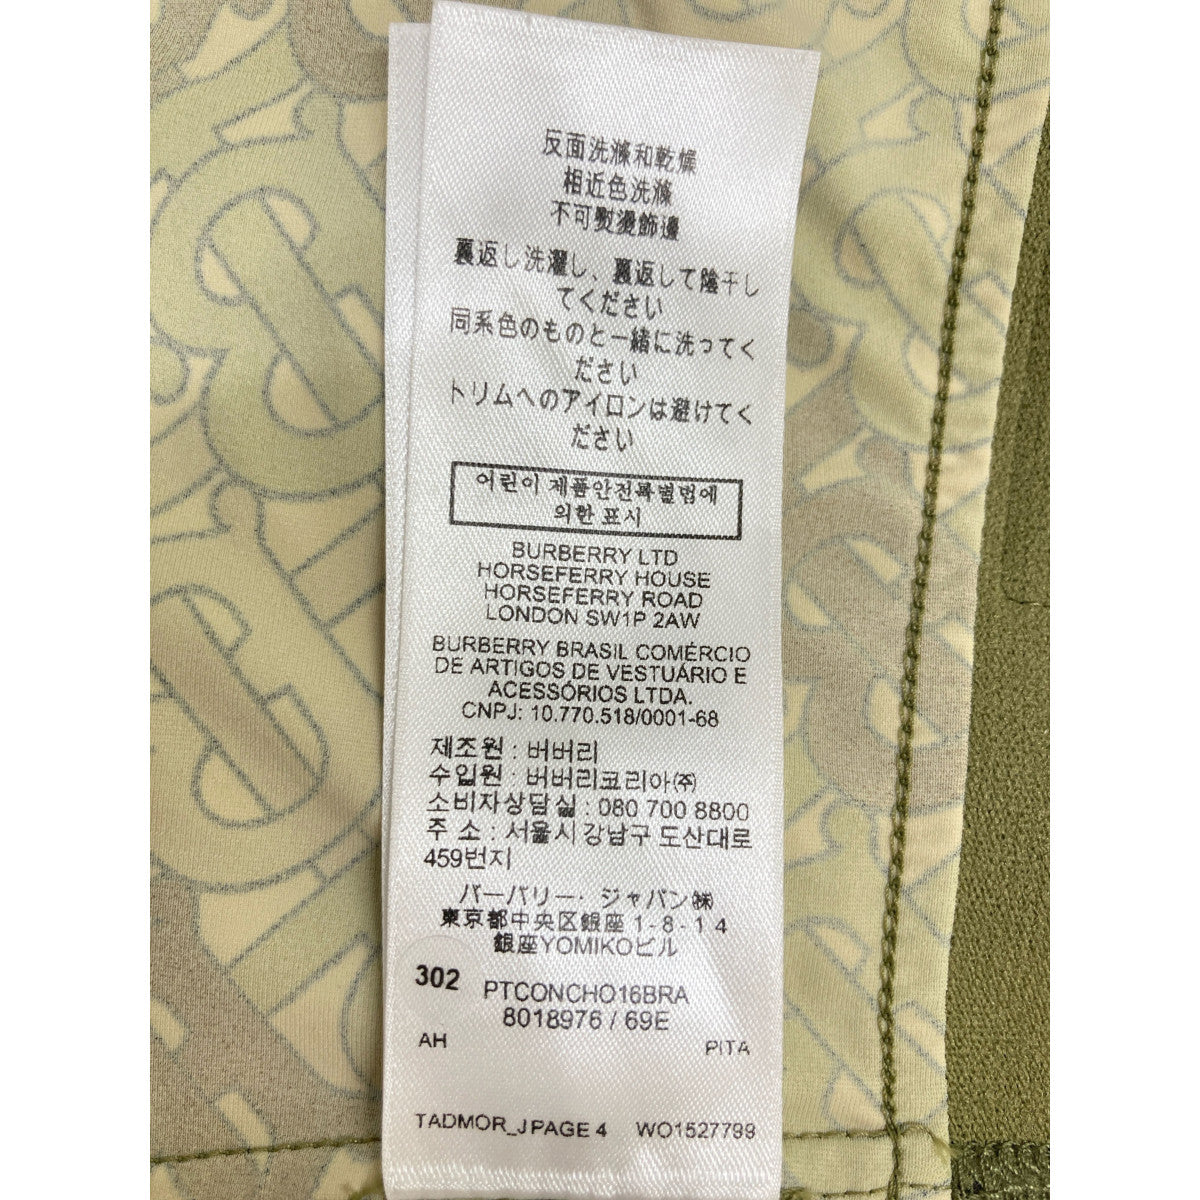 反面洗滌和乾燥
相近色洗滌
不可熨燙飾邊
裏返し洗濯し、裏返して陰干し
てください
同系色のものと一緒に洗ってく
ださい
トリムへのアイロンは避けてく
ださい
어린이 제품안전특별법에
의한 표시
BURBERRY LTD
HORSEFERRY HOUSE
HORSEFERRY ROAD
LONDON SW1P 2AW
BURBERRY BRASIL COMÉRCIO
DE ARTIGOS DE VESTUÁRIO E
ACESSÓRIOS LTDA.
CNPJ: 10.770.518/0001-68
제조원 : 버버리
수입원 : 버버리코리아㈜
소비자상담실 : 080 700 8800
주 소 : 서울시 강남구 도산대로
459번지
バーバリー・ジャパン㈱
東京都中央区銀座 1-8-14
銀座YOMIKOビル
302
PTCONCHO16BRA
8018976 / 69E
AH
PITA
TADMOR_JPAGE 4 WO1527799